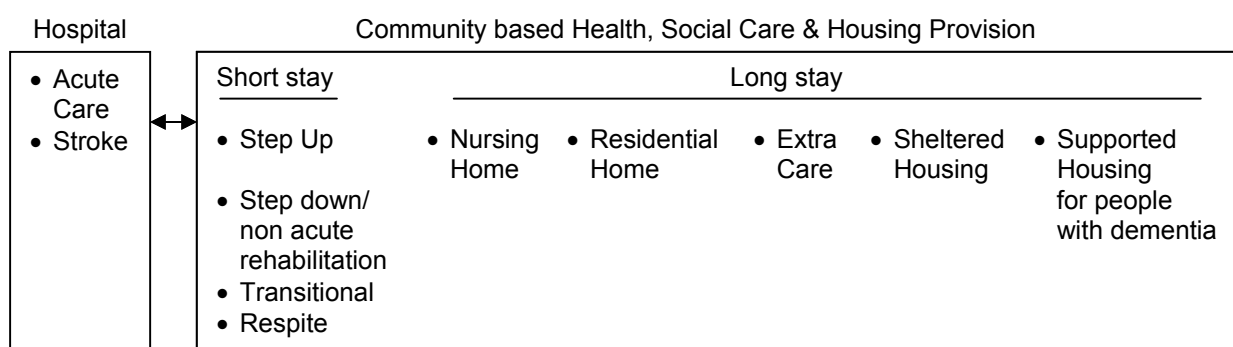 Hospital
• Acute
Care
• Stroke
Community based Health, Social Care & Housing Provision
Short stay
• Step Up
• Step down/
non acute
rehabilitation
• Transitional
• Respite
Long stay
• Nursing
Home
• Residential
Home
• Extra
Care
• Sheltered
Housing
• Supported
Housing
for people
with dementia